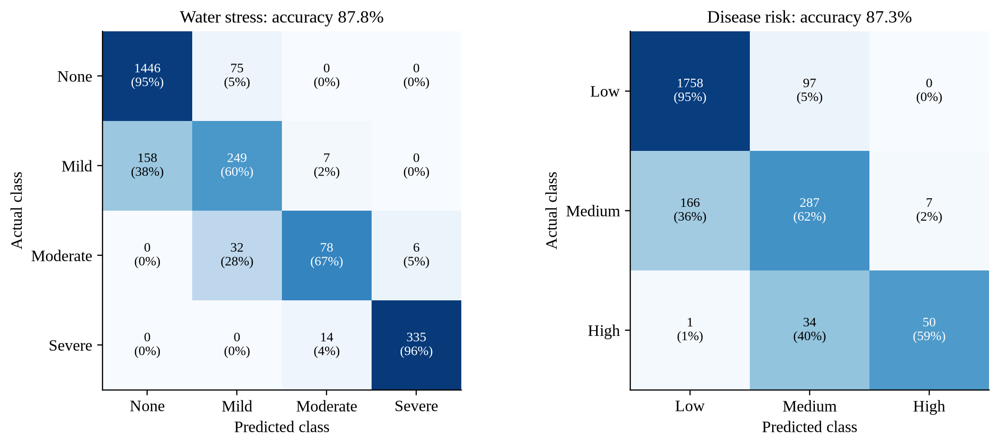 Water stress: accuracy 87.8%
Actual class
None
1446
(95%)
75
(5%)
0
(0%)
0
(0%)
Mild
158
(38%)
249
(60%)
7
(2%)
0
(0%)
Moderate
0
(0%)
32
(28%)
78
(67%)
6
(5%)
Severe
0
(0%)
0
(0%)
14
(4%)
335
(96%)
None
Mild
Moderate
Severe
Predicted class
Disease risk: accuracy 87.3%
Actual class
Low
1758
(95%)
97
(5%)
0
(0%)
Medium
166
(36%)
287
(62%)
7
(2%)
High
1
(1%)
34
(40%)
50
(59%)
Low
Medium
High
Predicted class